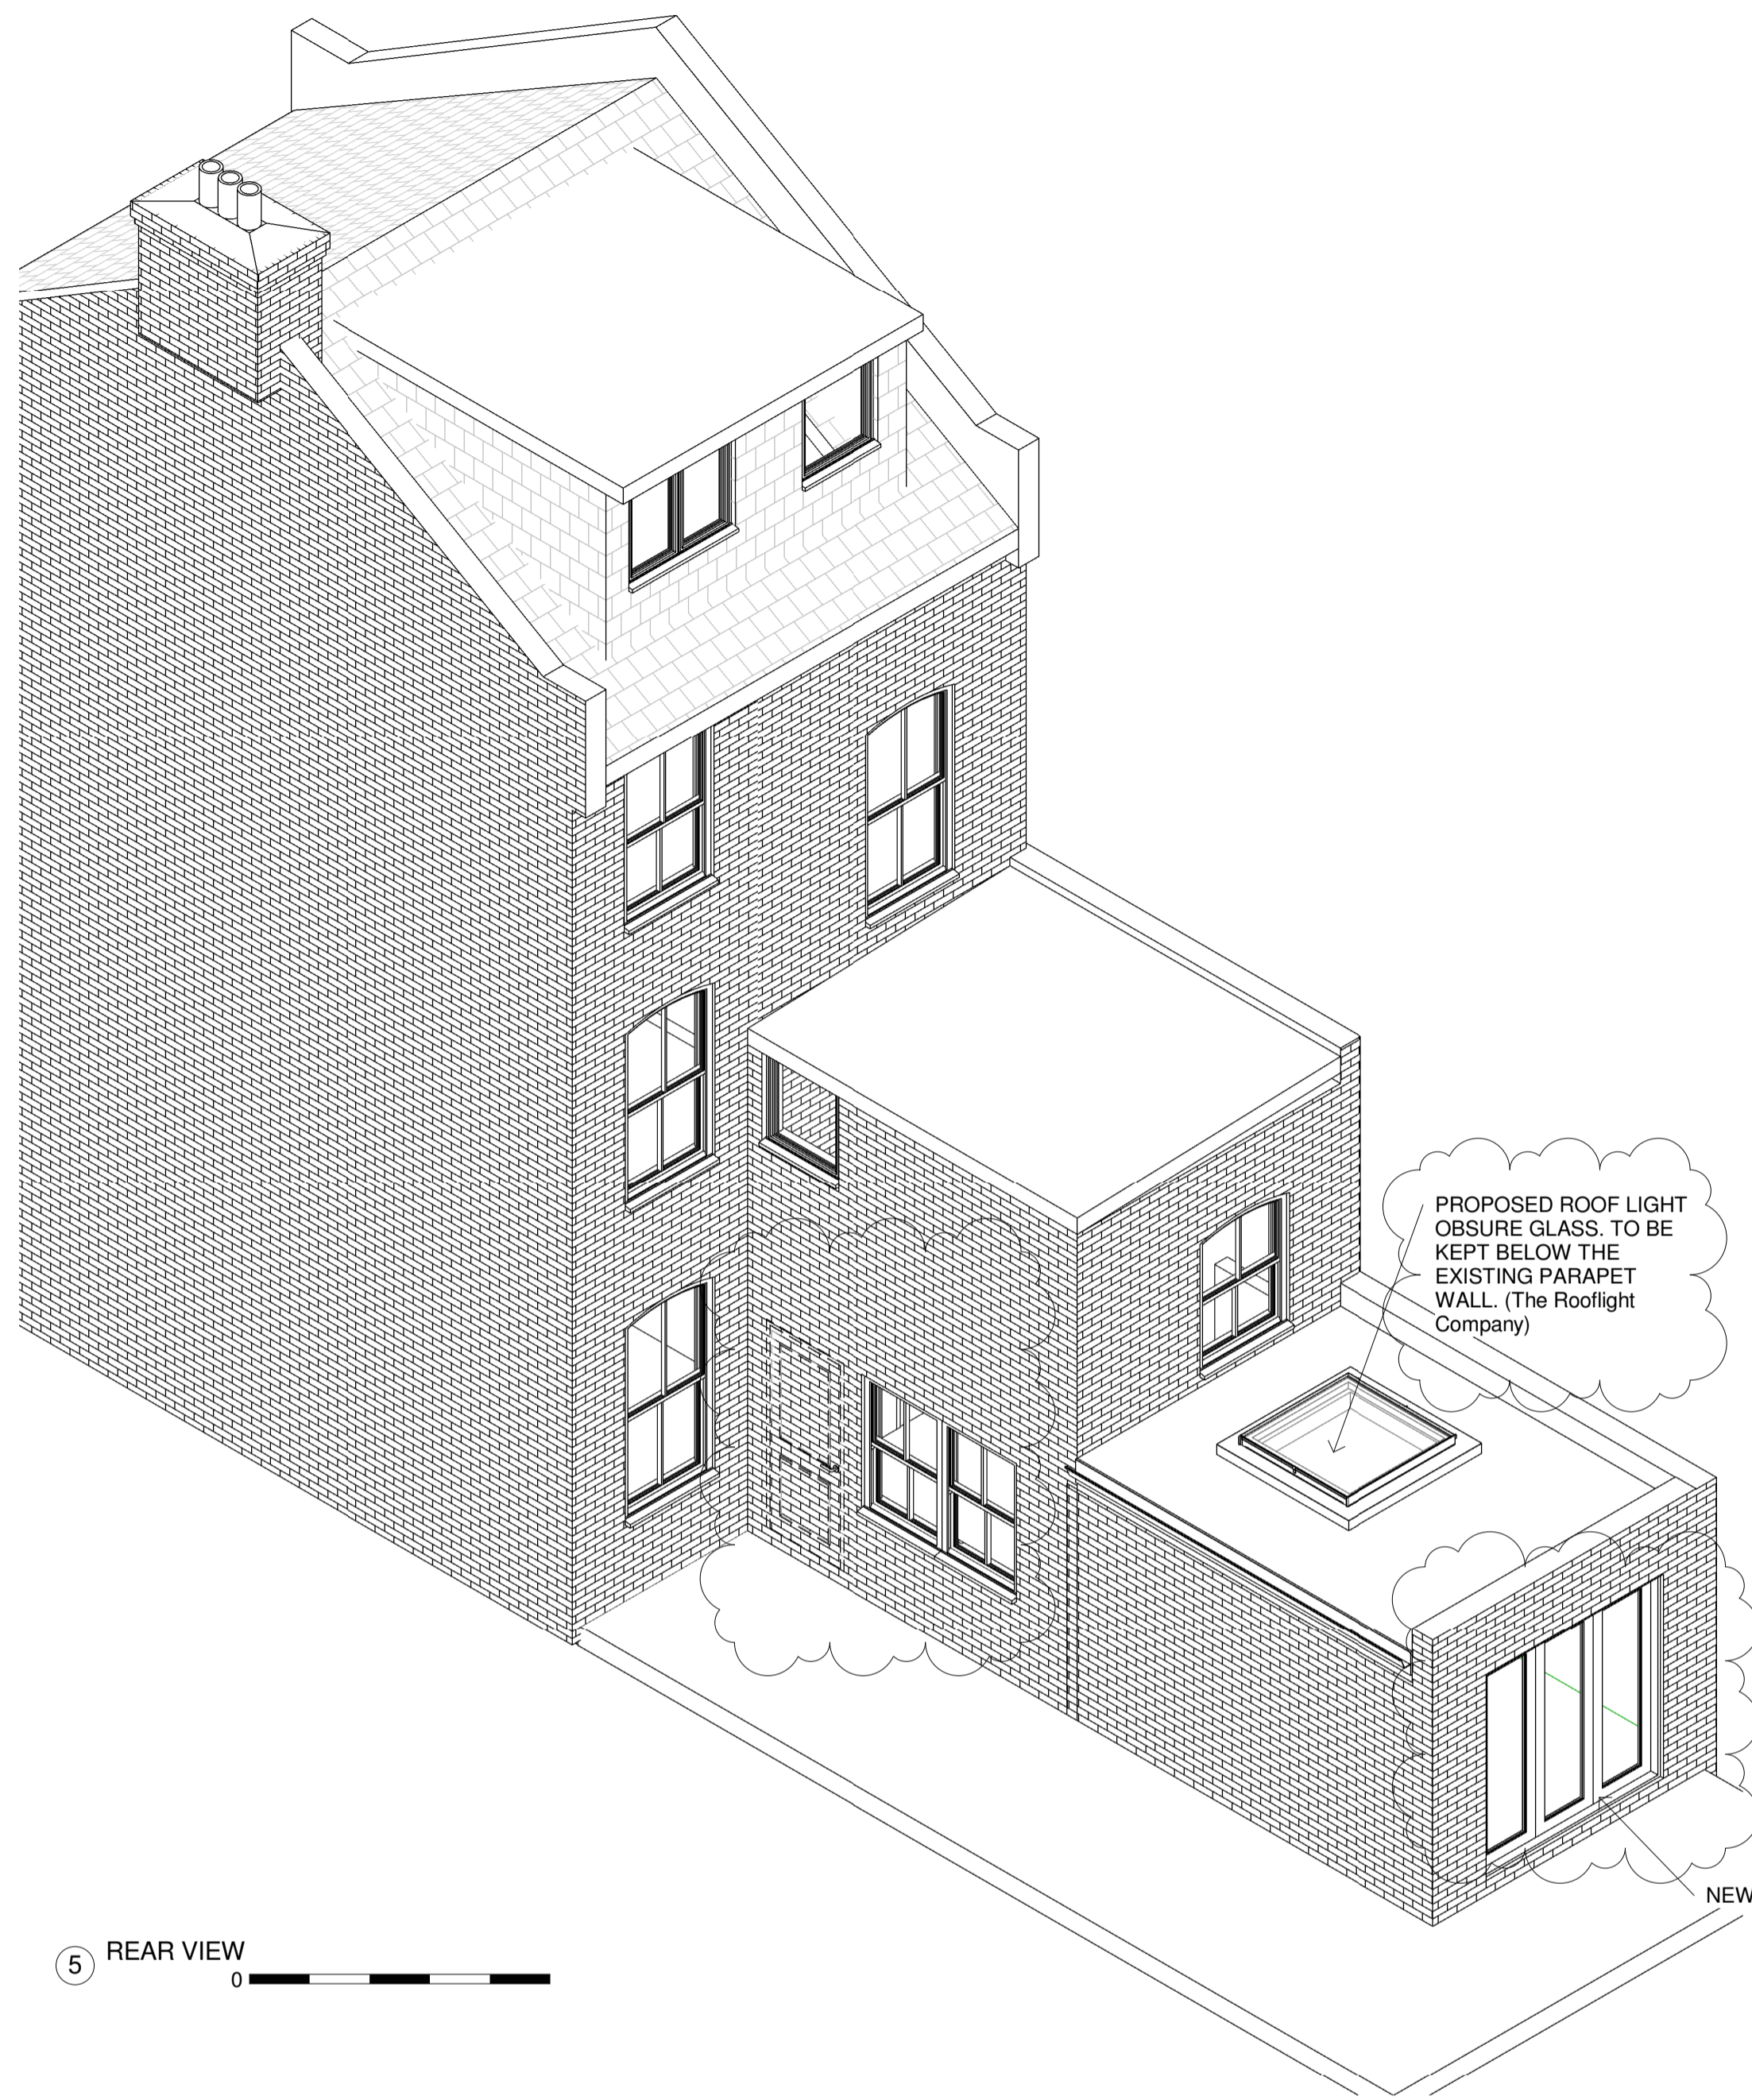 PROPOSED ROOF LIGHT
OBSURE GLASS. TO BE
KEPT BELOW THE
EXISTING PARAPET
WALL. (The Rooflight
Company)
NEW
5 REAR VIEW
0